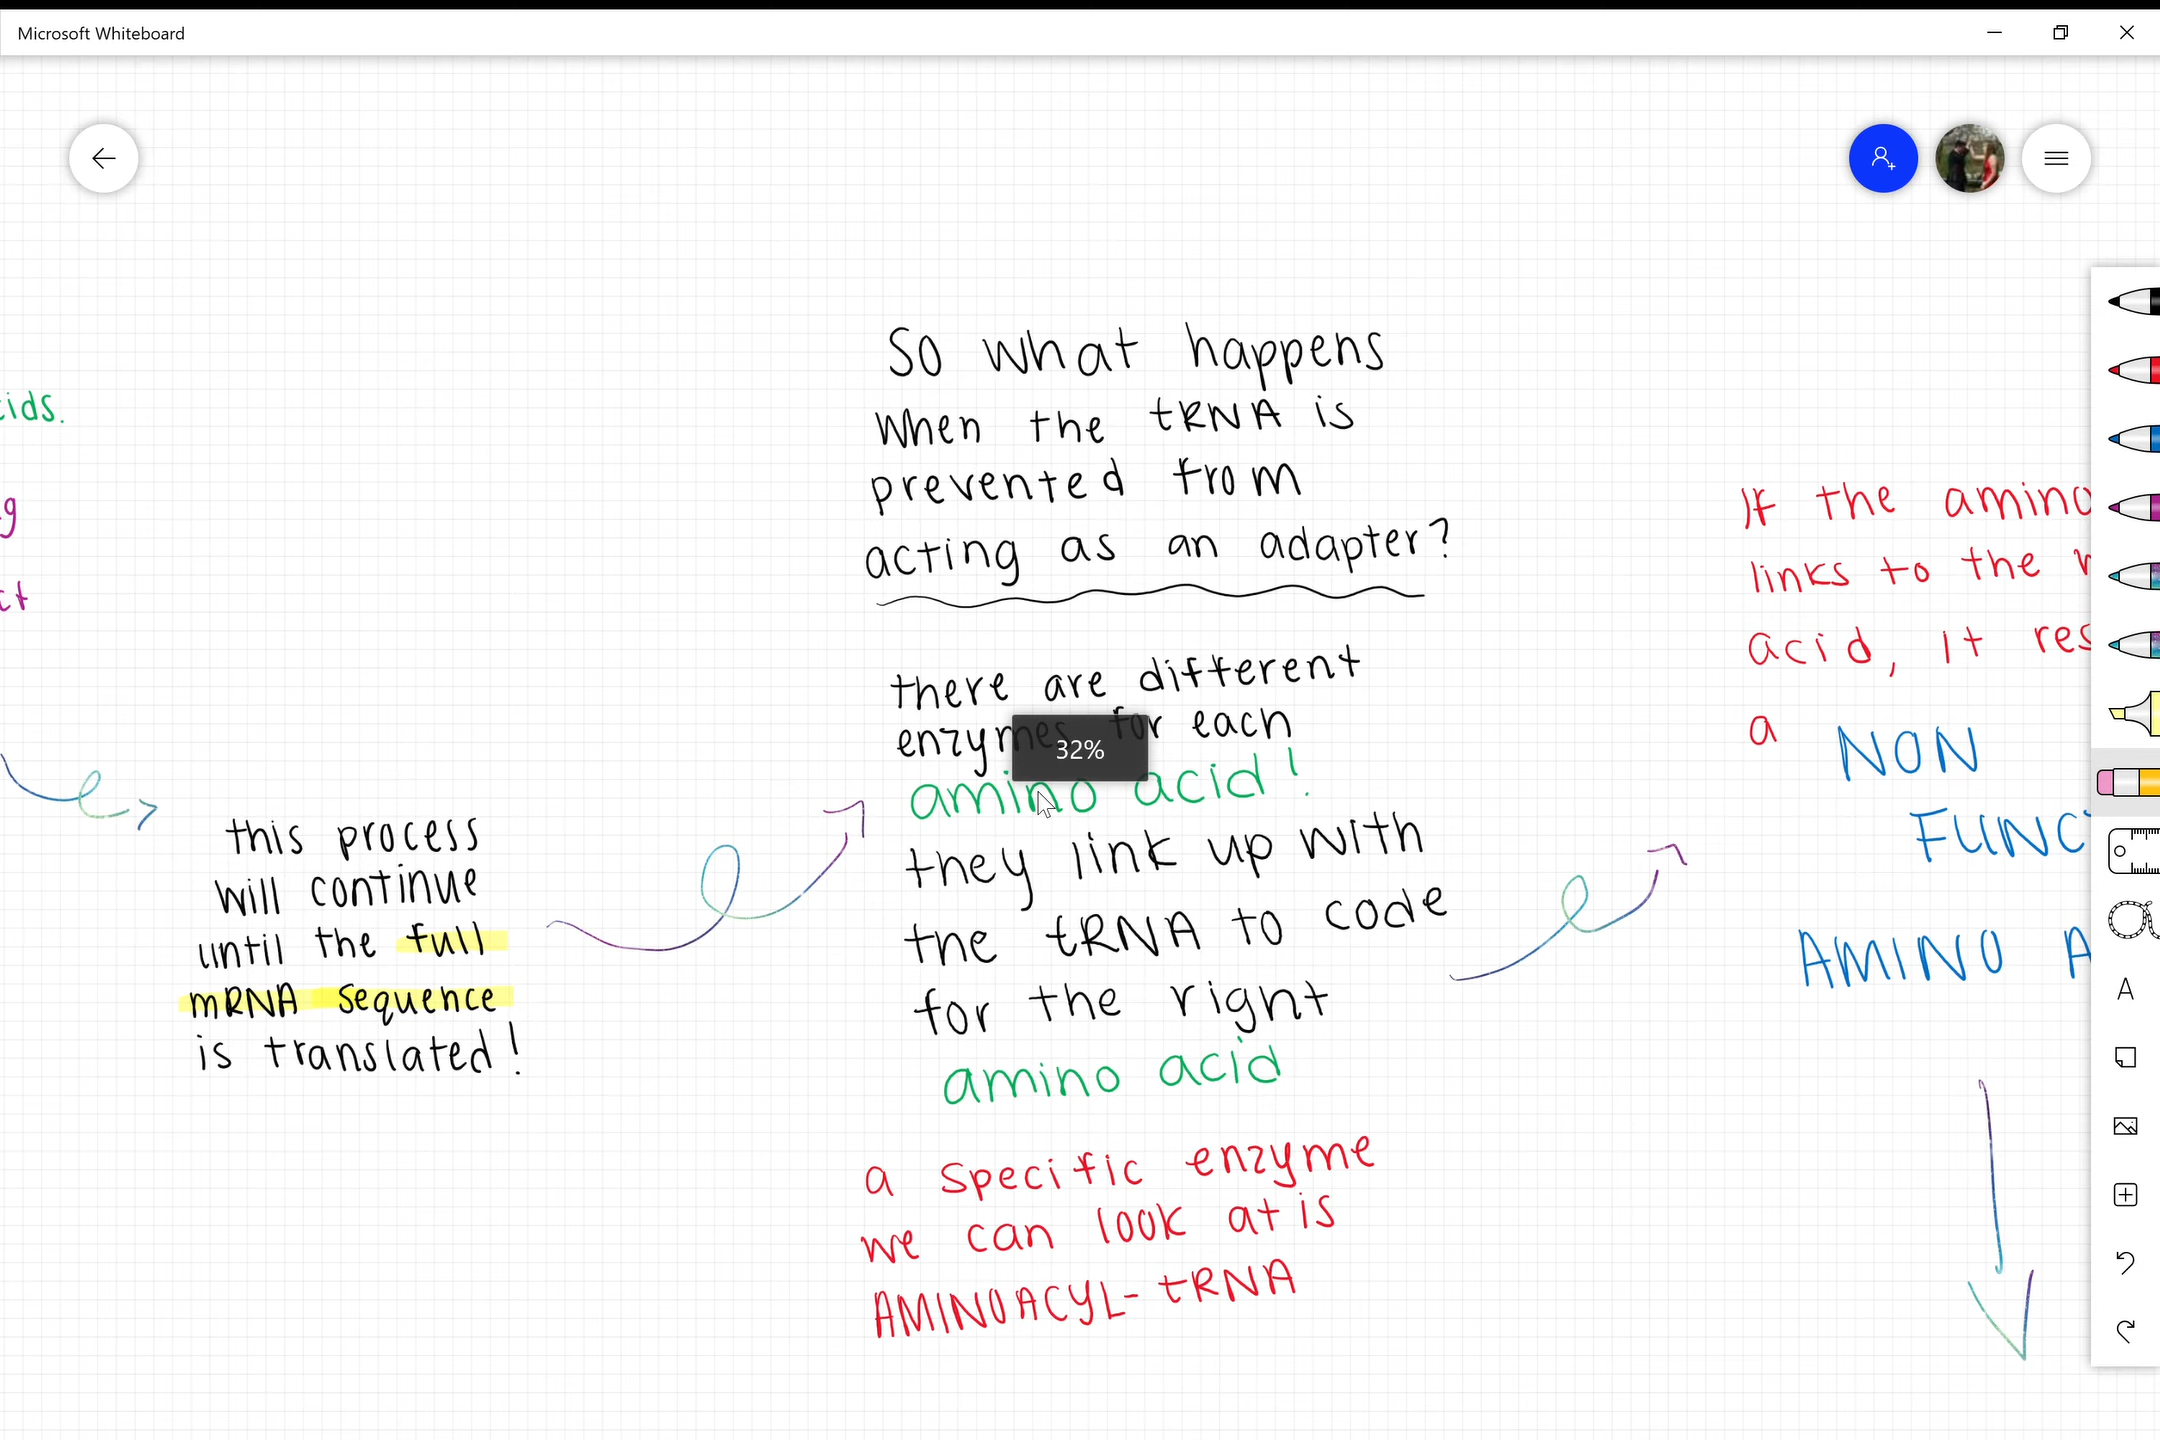 Microsoft Whiteboard
ids.
g
ct
this process
will continue
until the full
mRNA sequence
is translated!
So what happens
when the tRNA is
prevented from
acting as an adapter?
there are different
enzymes for each
32%
amino acid!
they link up with
the tRNA to code
for the right
amino acid
a specific enzyme
we can look at is
AMINOACYL-tRNA
If the amino
links to the
acid, it res
a NON
FUNC
AMINO A
A